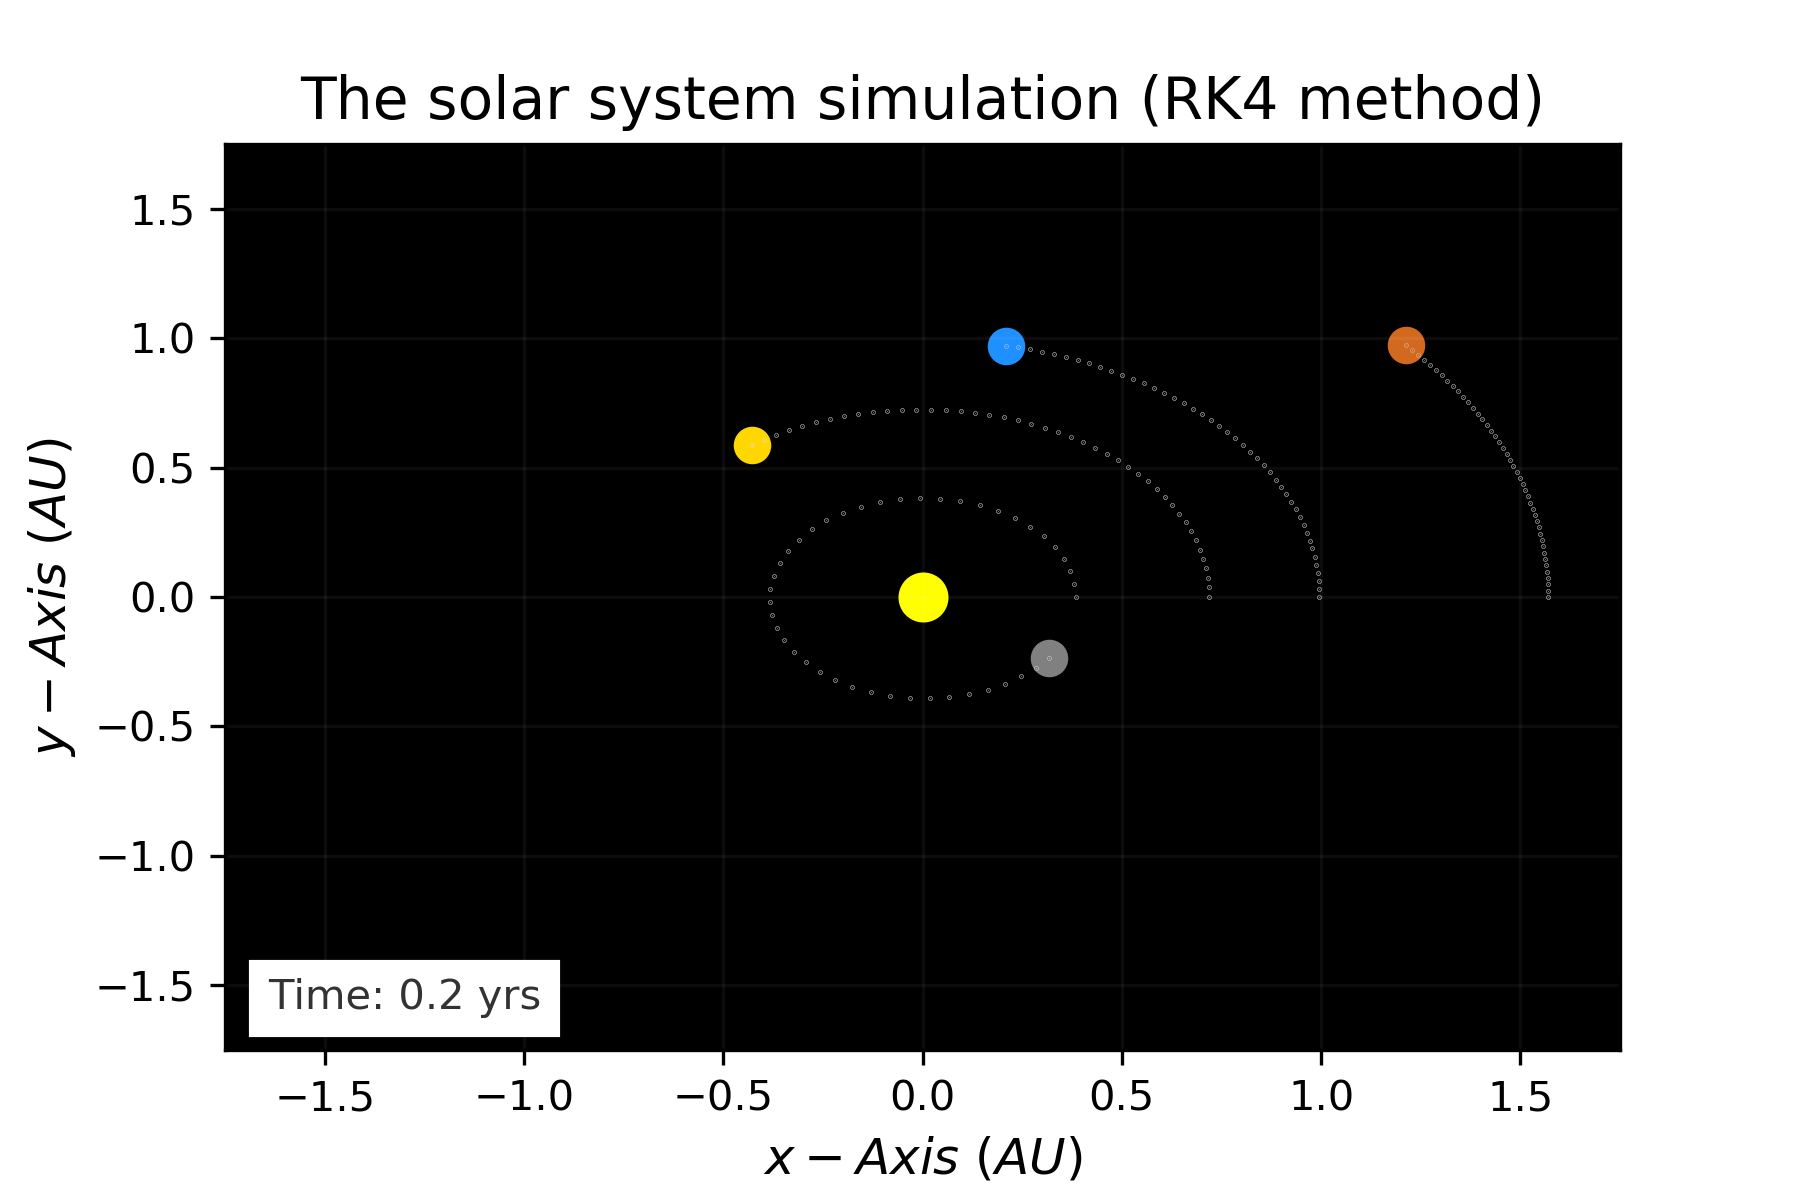 The solar system simulation (RK4 method)
1.5
1.0
0.5
0.0
−0.5
−1.0
−1.5
y − Axis (AU)
Time: 0.2 yrs
−1.5 −1.0 −0.5 0.0 0.5 1.0 1.5
x − Axis (AU)